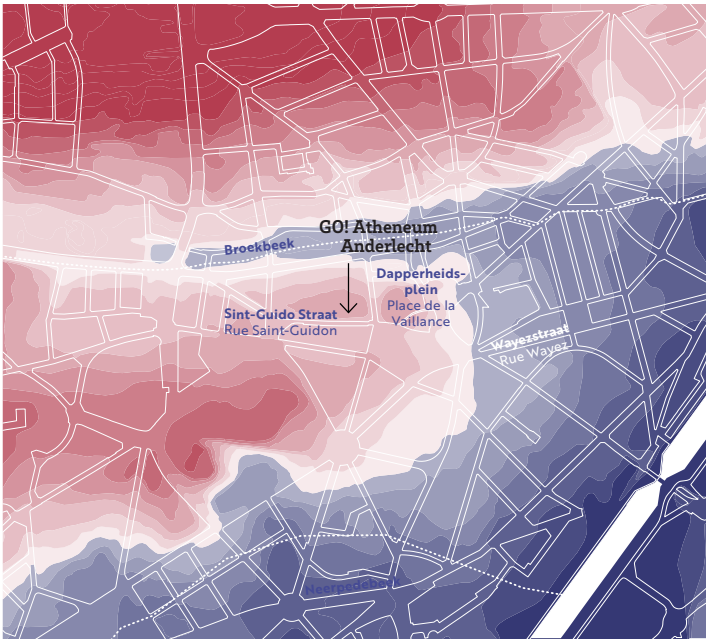 GO! Atheneum
Anderlecht
Broekbeek
Dapperheids-
plein
Place de la
Vaillance
Sint-Guido Straat
Rue Saint-Guidon
Wayezstraat
Rue Wayez
Neerpedebeek